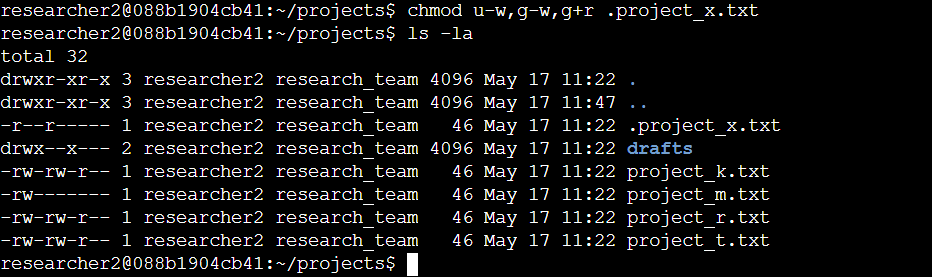 researcher2@088b1904cb41:~/projects$ chmod u-w,g-w,g+r .project_x.txt
researcher2@088b1904cb41:~/projects$ ls -la
total 32
drwxr-xr-x 3 researcher2 research_team 4096 May 17 11:22 .
drwxr-xr-x 3 researcher2 research_team 4096 May 17 11:47 ..
-r--r----- 1 researcher2 research_team   46 May 17 11:22 .project_x.txt
drwx--x--- 2 researcher2 research_team 4096 May 17 11:22 drafts
-rw-rw-r-- 1 researcher2 research_team   46 May 17 11:22 project_k.txt
-rw------- 1 researcher2 research_team   46 May 17 11:22 project_m.txt
-rw-rw-r-- 1 researcher2 research_team   46 May 17 11:22 project_r.txt
-rw-rw-r-- 1 researcher2 research_team   46 May 17 11:22 project_t.txt
researcher2@088b1904cb41:~/projects$